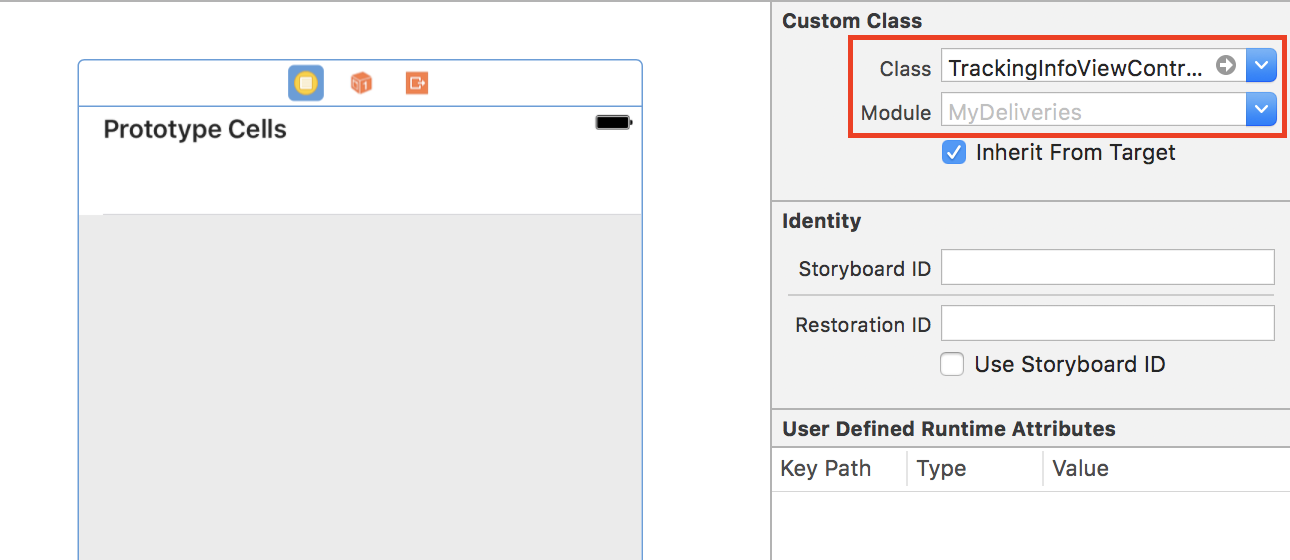 Custom Class
Class TrackingInfoViewContr...
Module MyDeliveries
Inherit From Target
Prototype Cells
Identity
Storyboard ID
Restoration ID
Use Storyboard ID
User Defined Runtime Attributes
Key Path Type Value